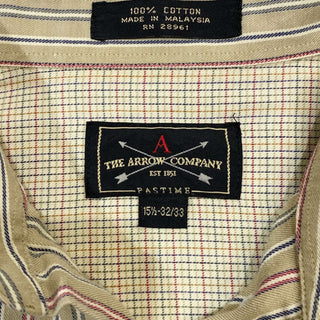 100% COTTON
MADE IN MALAYSIA
RN 28961
A
THE ARROW COMPANY
EST 1851
PASTIME
15½-32/33